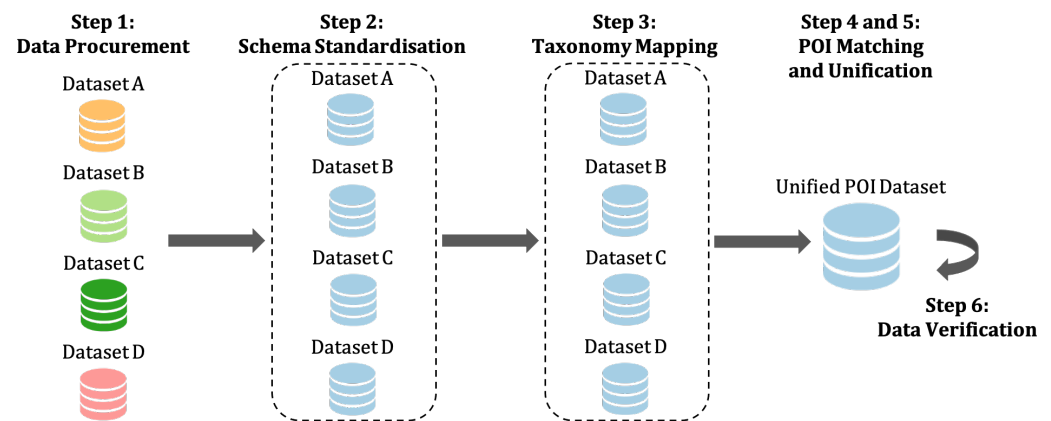 Step 1:
Data Procurement
Dataset A
Dataset B
Dataset C
Dataset D
Step 2:
Schema Standardisation
Dataset A
Dataset B
Dataset C
Dataset D
Step 3:
Taxonomy Mapping
Dataset A
Dataset B
Dataset C
Dataset D
Step 4 and 5:
POI Matching
and Unification
Unified POI Dataset
Step 6:
Data Verification